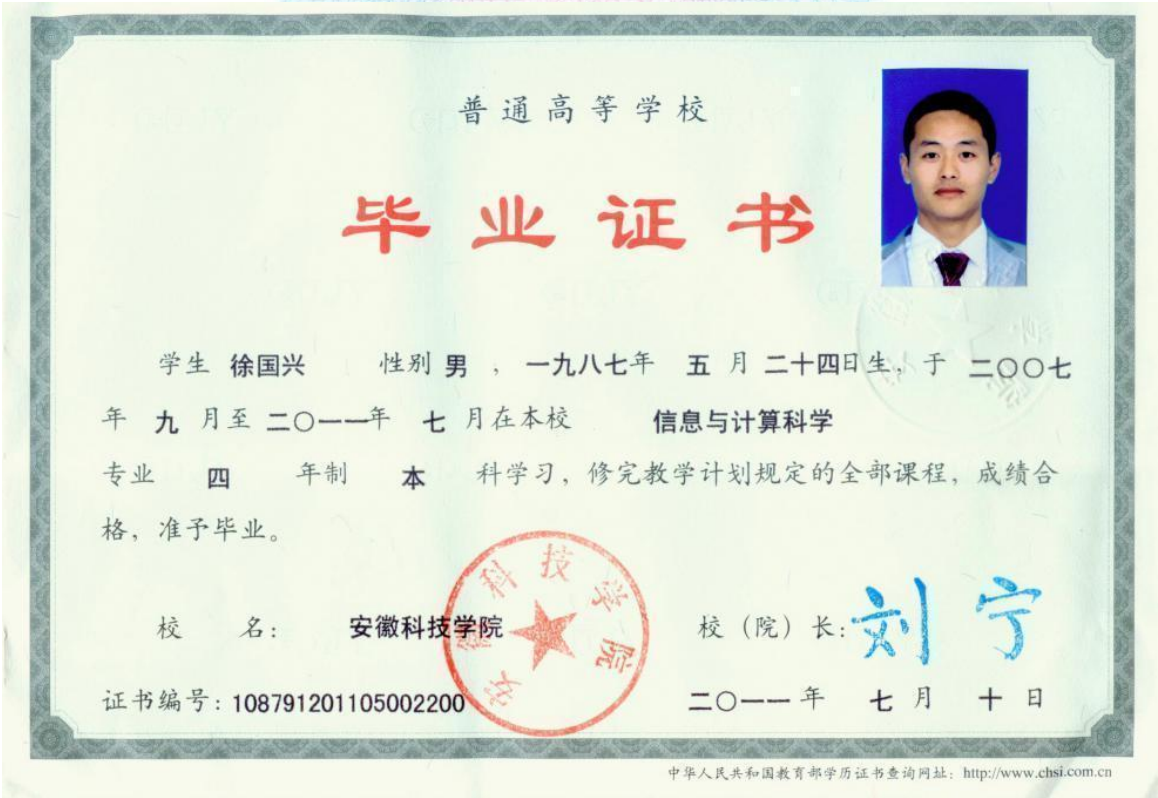 普通高等学校
毕业证书
学生 徐国兴 性别 男 ， 一九八七年 五 月 二十四日生，于 二〇〇七
年 九 月至 二〇一一年 七 月在本校 信息与计算科学
专业 四 年制 本 科学习，修完教学计划规定的全部课程，成绩合
格，准予毕业。
安徽科技学院
校 名： 安徽科技学院 校（院）长：刘宁
证书编号：108791201105002200 二〇一一 年 七 月 十 日
中华人民共和国教育部学历证书查询网址：http://www.chsi.com.cn